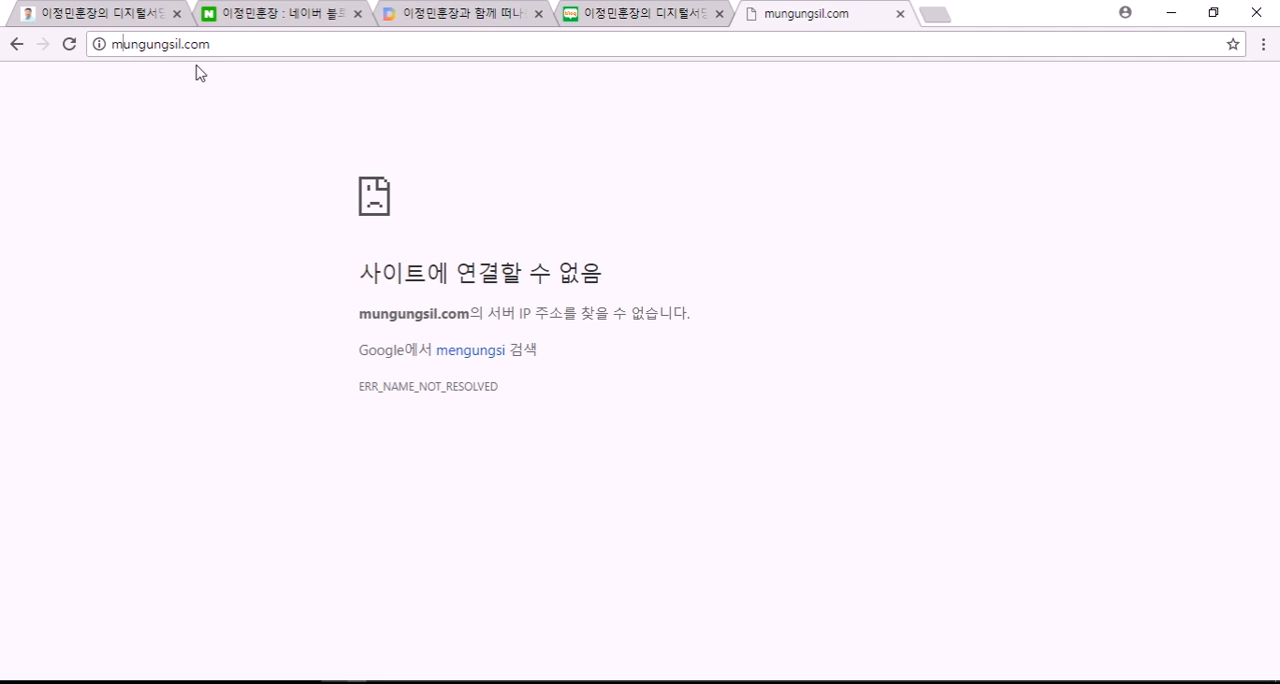 이정민훈장의 디지털서당
이정민훈장 : 네이버 블로
이정민훈장과 함께 떠나
이정민훈장의 디지털서당
mungungsil.com
mungungsil.com
사이트에 연결할 수 없음
mungungsil.com의 서버 IP 주소를 찾을 수 없습니다.
Google에서 mengungsi 검색
ERR_NAME_NOT_RESOLVED